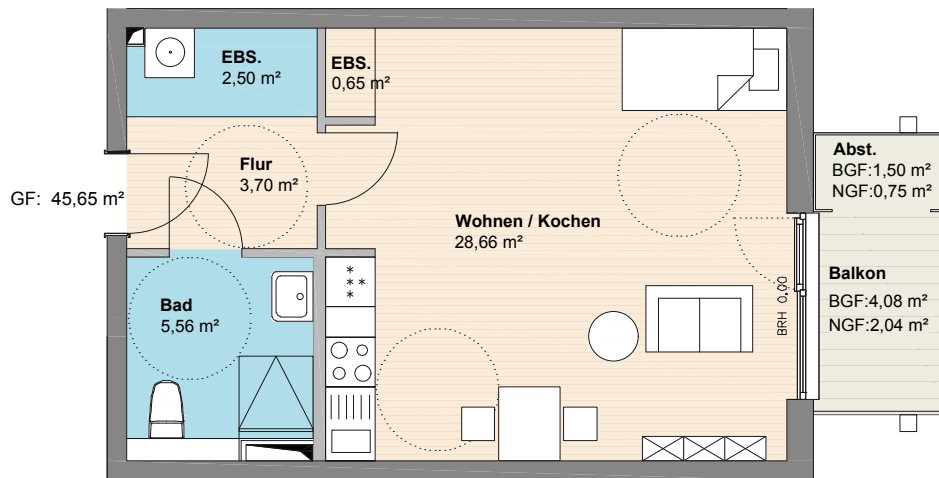 EBS.
2,50 m²
EBS.
0,65 m²
Flur
3,70 m²
GF: 45,65 m²
Wohnen / Kochen
28,66 m²
Abst.
BGF:1,50 m²
NGF:0,75 m²
Balkon
BGF:4,08 m²
NGF:2,04 m²
BRH 0,00
Bad
5,56 m²